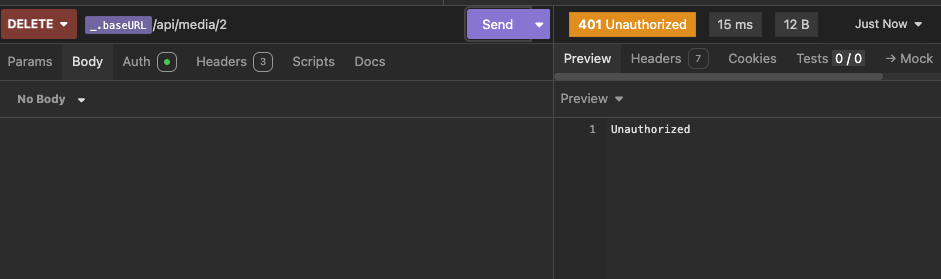 DELETE _.baseURL /api/media/2 Send 401 Unauthorized 15 ms 12 B Just Now
Params Body Auth Headers 3 Scripts Docs Preview Headers 7 Cookies Tests 0 / 0 → Mock
No Body Preview
1 Unauthorized